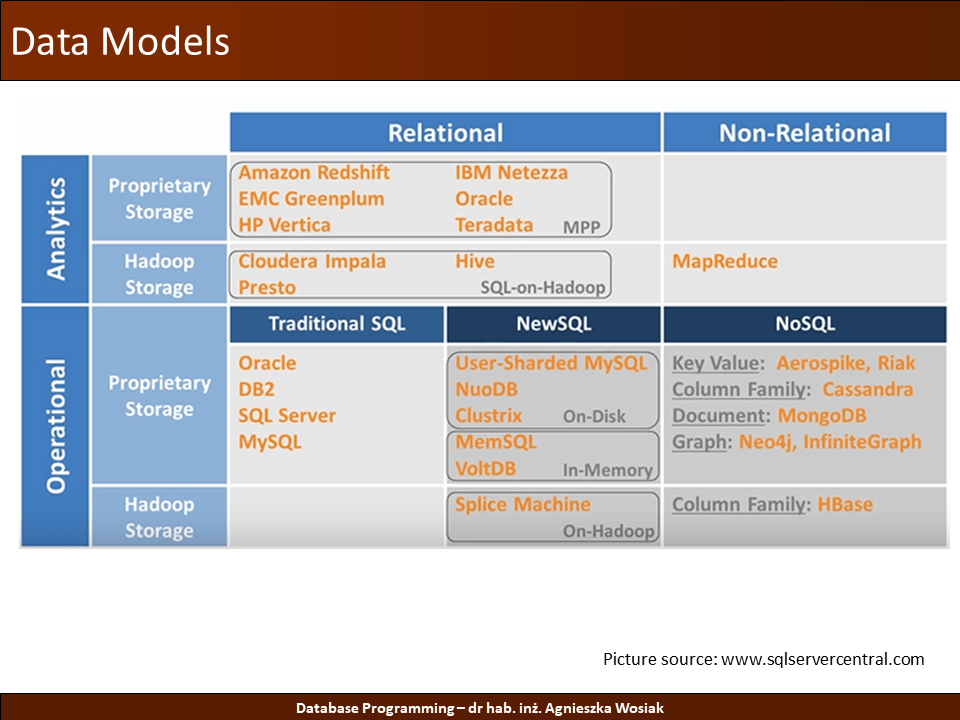 Data Models
Relational
Non-Relational
Analytics
Proprietary
Storage
Amazon Redshift
IBM Netezza
EMC Greenplum
Oracle
HP Vertica
Teradata
MPP
Hadoop
Storage
Cloudera Impala
Hive
Presto
SQL-on-Hadoop
MapReduce
Operational
Traditional SQL
NewSQL
NoSQL
Proprietary
Storage
Oracle
DB2
SQL Server
MySQL
User-Sharded MySQL
NuoDB
Clustrix
On-Disk
MemSQL
VoltDB
In-Memory
Key Value: Aerospike, Riak
Column Family: Cassandra
Document: MongoDB
Graph: Neo4j, InfiniteGraph
Hadoop
Storage
Splice Machine
On-Hadoop
Column Family: HBase
Picture source: www.sqlservercentral.com
Database Programming – dr hab. inż. Agnieszka Wosiak